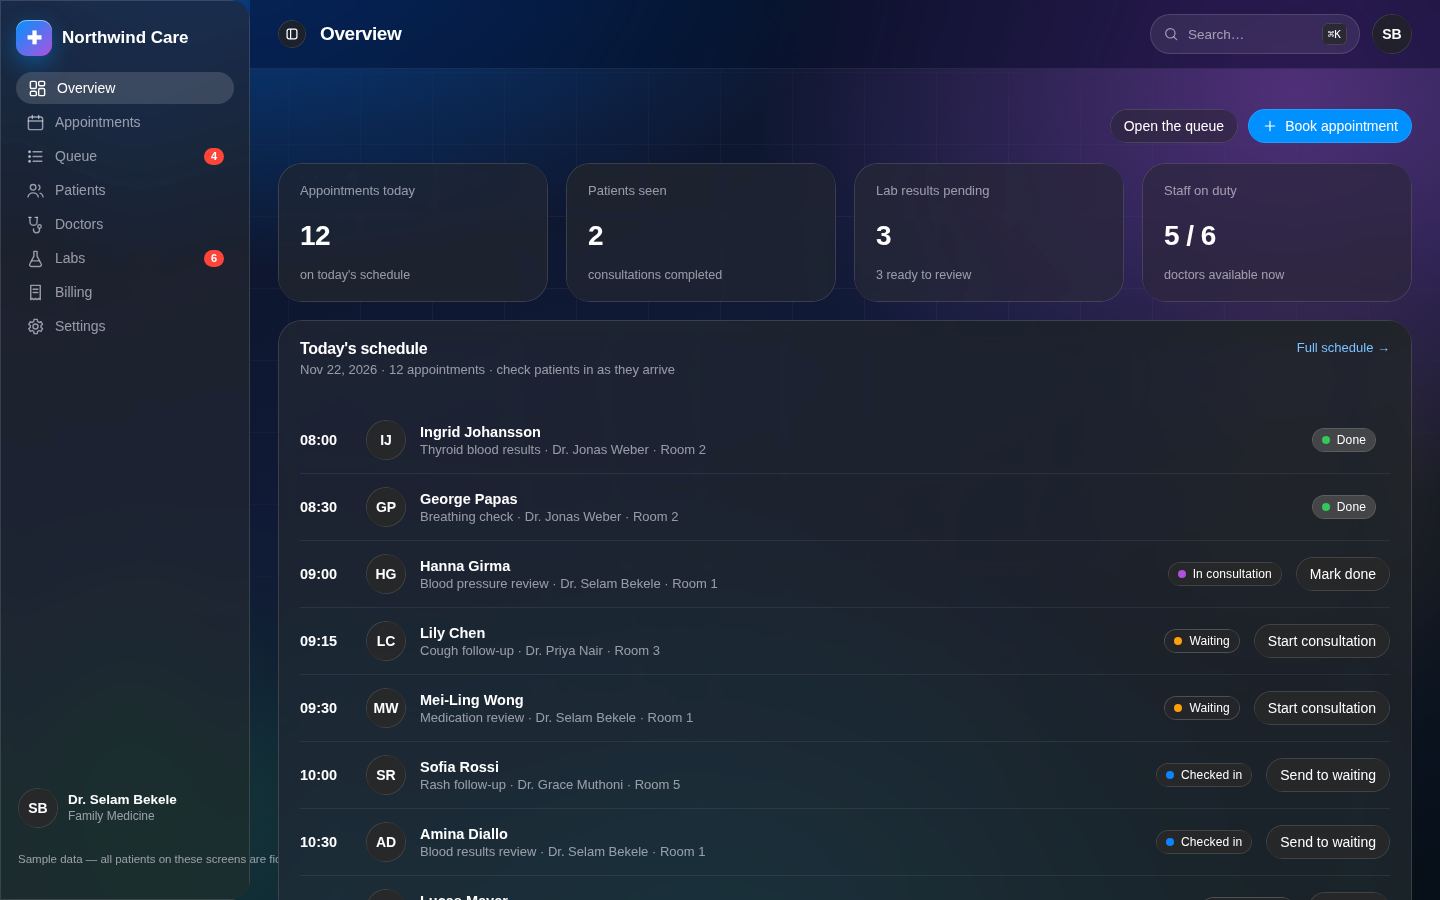 Northwind Care
Overview
Appointments
Queue 4
Patients
Doctors
Labs 6
Billing
Settings
SB
Dr. Selam Bekele
Family Medicine
Sample data — all patients on these screens are fic
Overview
Search… ⌘K
SB
Open the queue
Book appointment
Appointments today
12
on today's schedule
Patients seen
2
consultations completed
Lab results pending
3
3 ready to review
Staff on duty
5 / 6
doctors available now
Today's schedule
Full schedule →
Nov 22, 2026 · 12 appointments · check patients in as they arrive
08:00 IJ Ingrid Johansson Done
Thyroid blood results · Dr. Jonas Weber · Room 2
08:30 GP George Papas Done
Breathing check · Dr. Jonas Weber · Room 2
09:00 HG Hanna Girma In consultation Mark done
Blood pressure review · Dr. Selam Bekele · Room 1
09:15 LC Lily Chen Waiting Start consultation
Cough follow-up · Dr. Priya Nair · Room 3
09:30 MW Mei-Ling Wong Waiting Start consultation
Medication review · Dr. Selam Bekele · Room 1
10:00 SR Sofia Rossi Checked in Send to waiting
Rash follow-up · Dr. Grace Muthoni · Room 5
10:30 AD Amina Diallo Checked in Send to waiting
Blood results review · Dr. Selam Bekele · Room 1